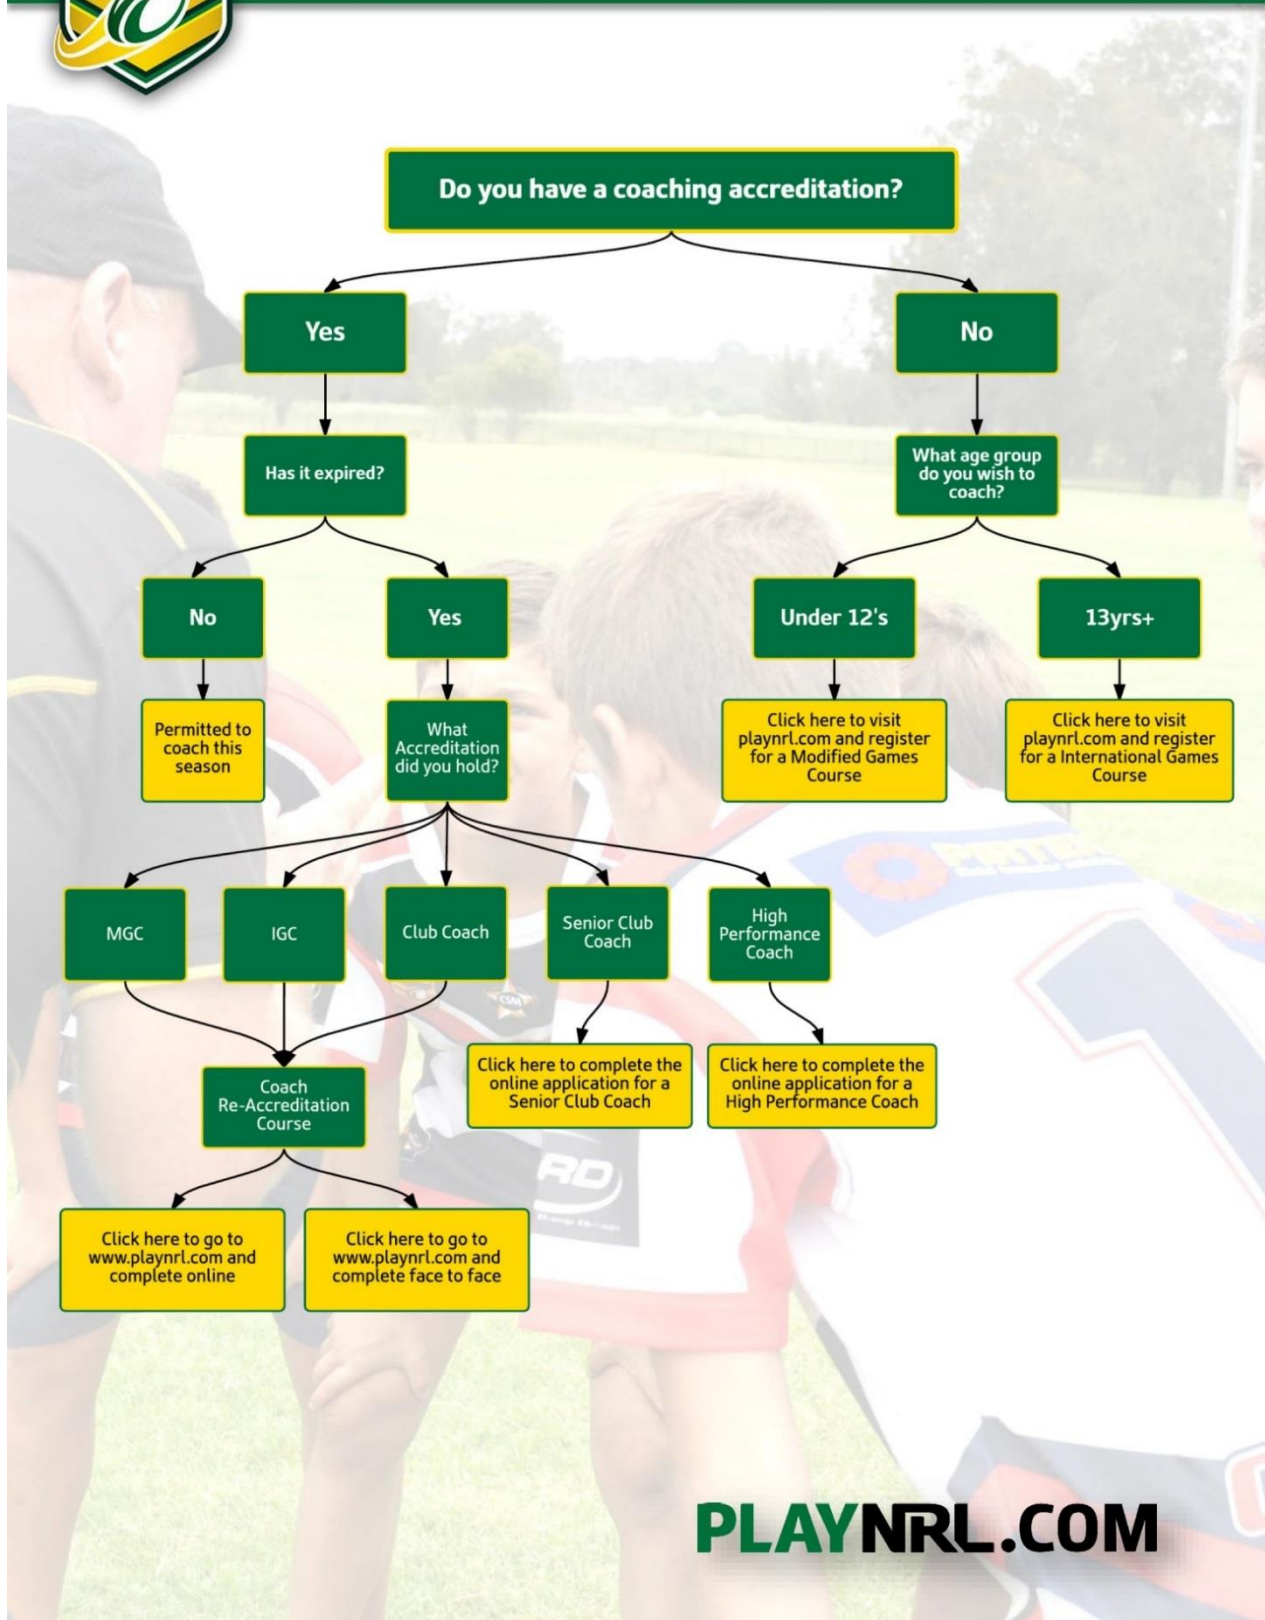 Do you have a coaching accreditation?
Yes
No
Has it expired?
What age group
do you wish to
coach?
No
Yes
Under 12's
13yrs+
Permitted to
coach this
season
What
Accreditation
did you hold?
Click here to visit
playnrl.com and register
for a Modified Games
Course
Click here to visit
playnrl.com and register
for a International Games
Course
MGC
IGC
Club Coach
Senior Club
Coach
High
Performance
Coach
CSM
Coach
Re-Accreditation
Course
Click here to complete the
online application for a
Senior Club Coach
Click here to complete the
online application for a
High Performance Coach
RD
Click here to go to
www.playnrl.com and
complete online
Click here to go to
www.playnrl.com and
complete face to face
PLAYNRL.COM